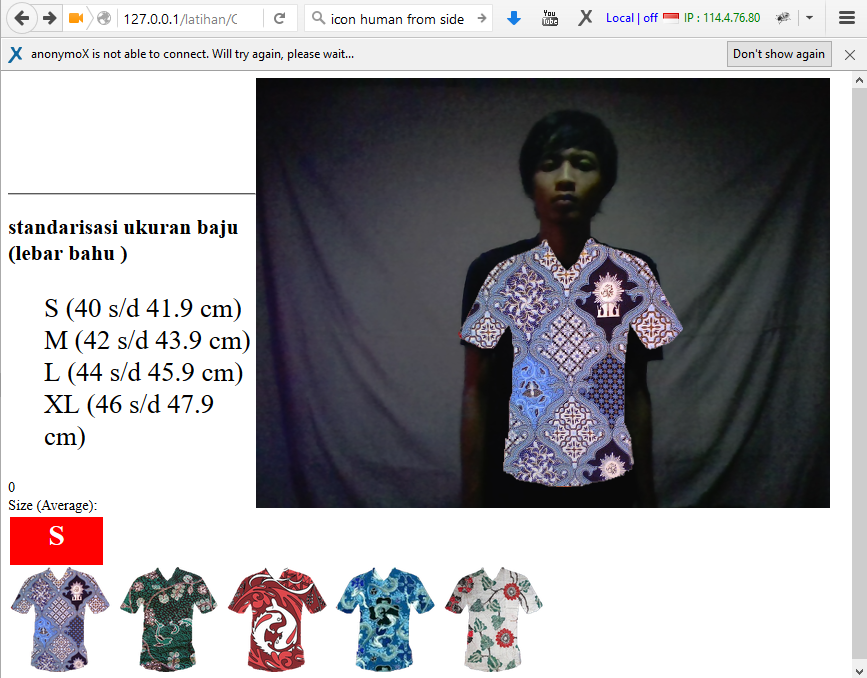 127.0.0.1/latihan/C
icon human from side
You
Tube
Local | off
IP : 114.4.76.80
anonymoX is not able to connect. Will try again, please wait...
Don't show again
standarisasi ukuran baju
(lebar bahu )
S (40 s/d 41.9 cm)
M (42 s/d 43.9 cm)
L (44 s/d 45.9 cm)
XL (46 s/d 47.9
cm)
0
Size (Average):
S